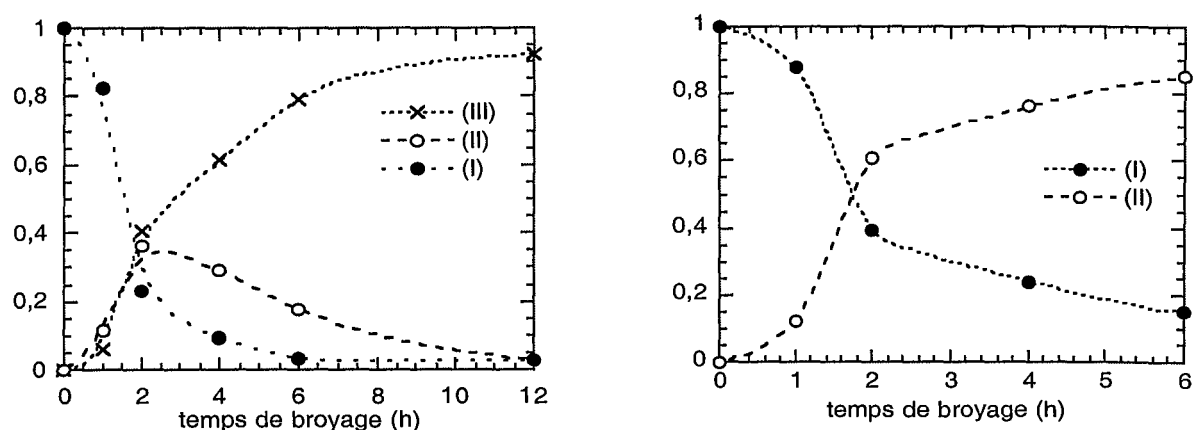 1
0,8
0,6
0,4
0,2
0
(III)
(II)
(I)
0 2 4 6 8 10 12
temps de broyage (h)
1
0,8
0,6
0,4
0,2
0
(I)
(II)
0 1 2 3 4 5 6
temps de broyage (h)